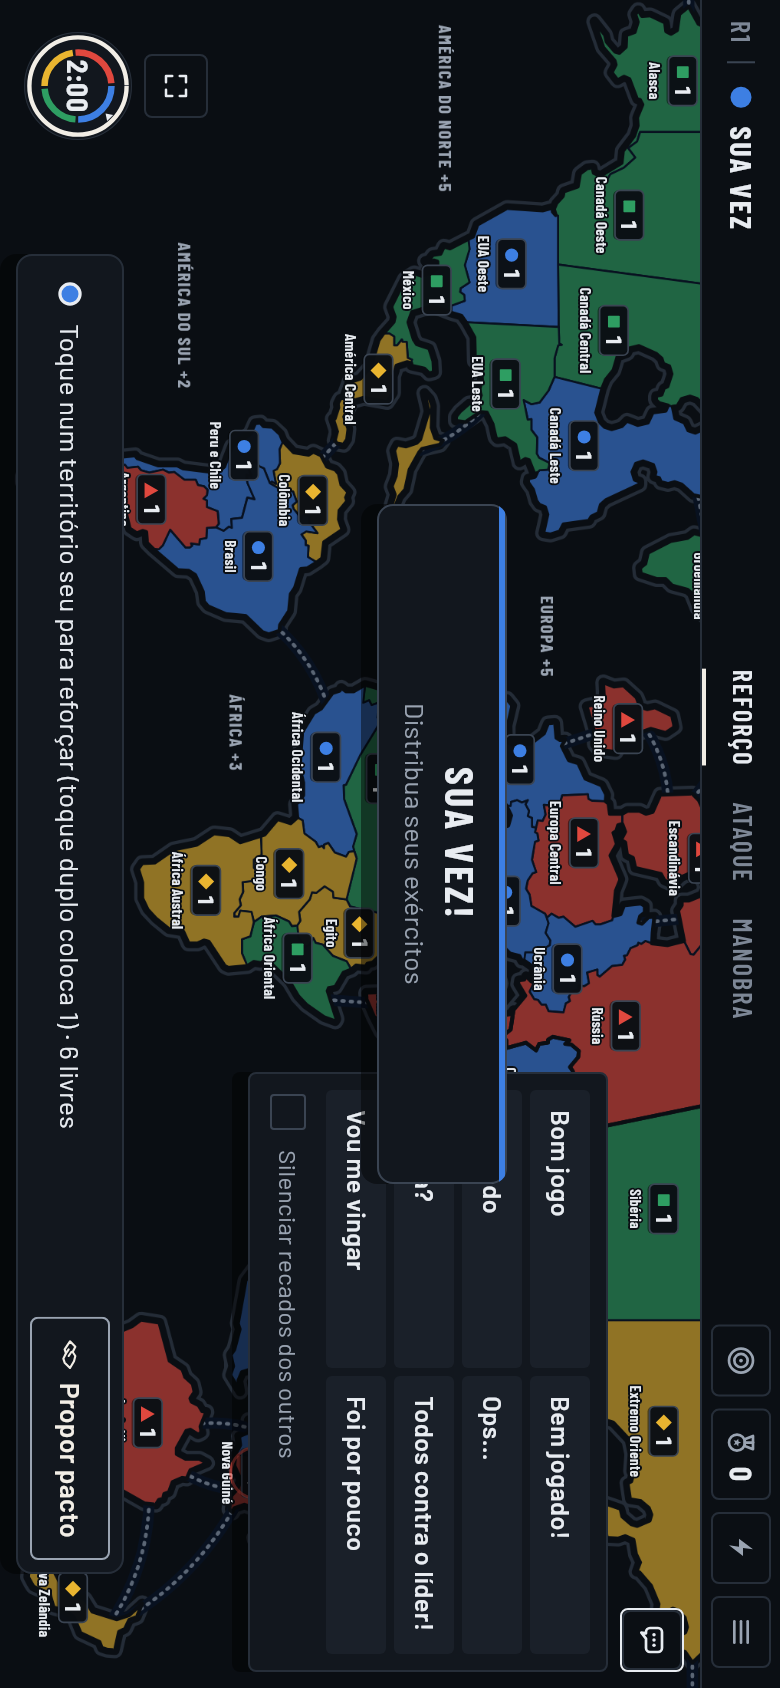 R1
SUA VEZ
REFORÇO
ATAQUE
MANOBRA
0
AMÉRICA DO NORTE +5
Alasca
1
Canadá Oeste
1
Canadá Central
1
Canadá Leste
1
EUA Oeste
1
EUA Leste
1
México
1
América Central
1
EUROPA +5
Reino Unido
1
Escandinávia
Europa Central
1
1
1
Ucrânia
1
Rússia
1
Sibéria
1
Extremo Oriente
1
AMÉRICA DO SUL +2
Colômbia
1
Peru e Chile
1
Brasil
1
1
ÁFRICA +3
África Ocidental
1
Egito
1
Congo
1
África Oriental
1
África Austral
1
Nova Guiné
1
1
SUA VEZ!
Distribua seus exércitos
Bom jogo
Bem jogado!
do
Ops...
a?
Todos contra o líder!
Vou me vingar
Foi por pouco
Silenciar recados dos outros
2:00
Toque num território seu para reforçar (toque duplo coloca 1) · 6 livres
Propor pacto